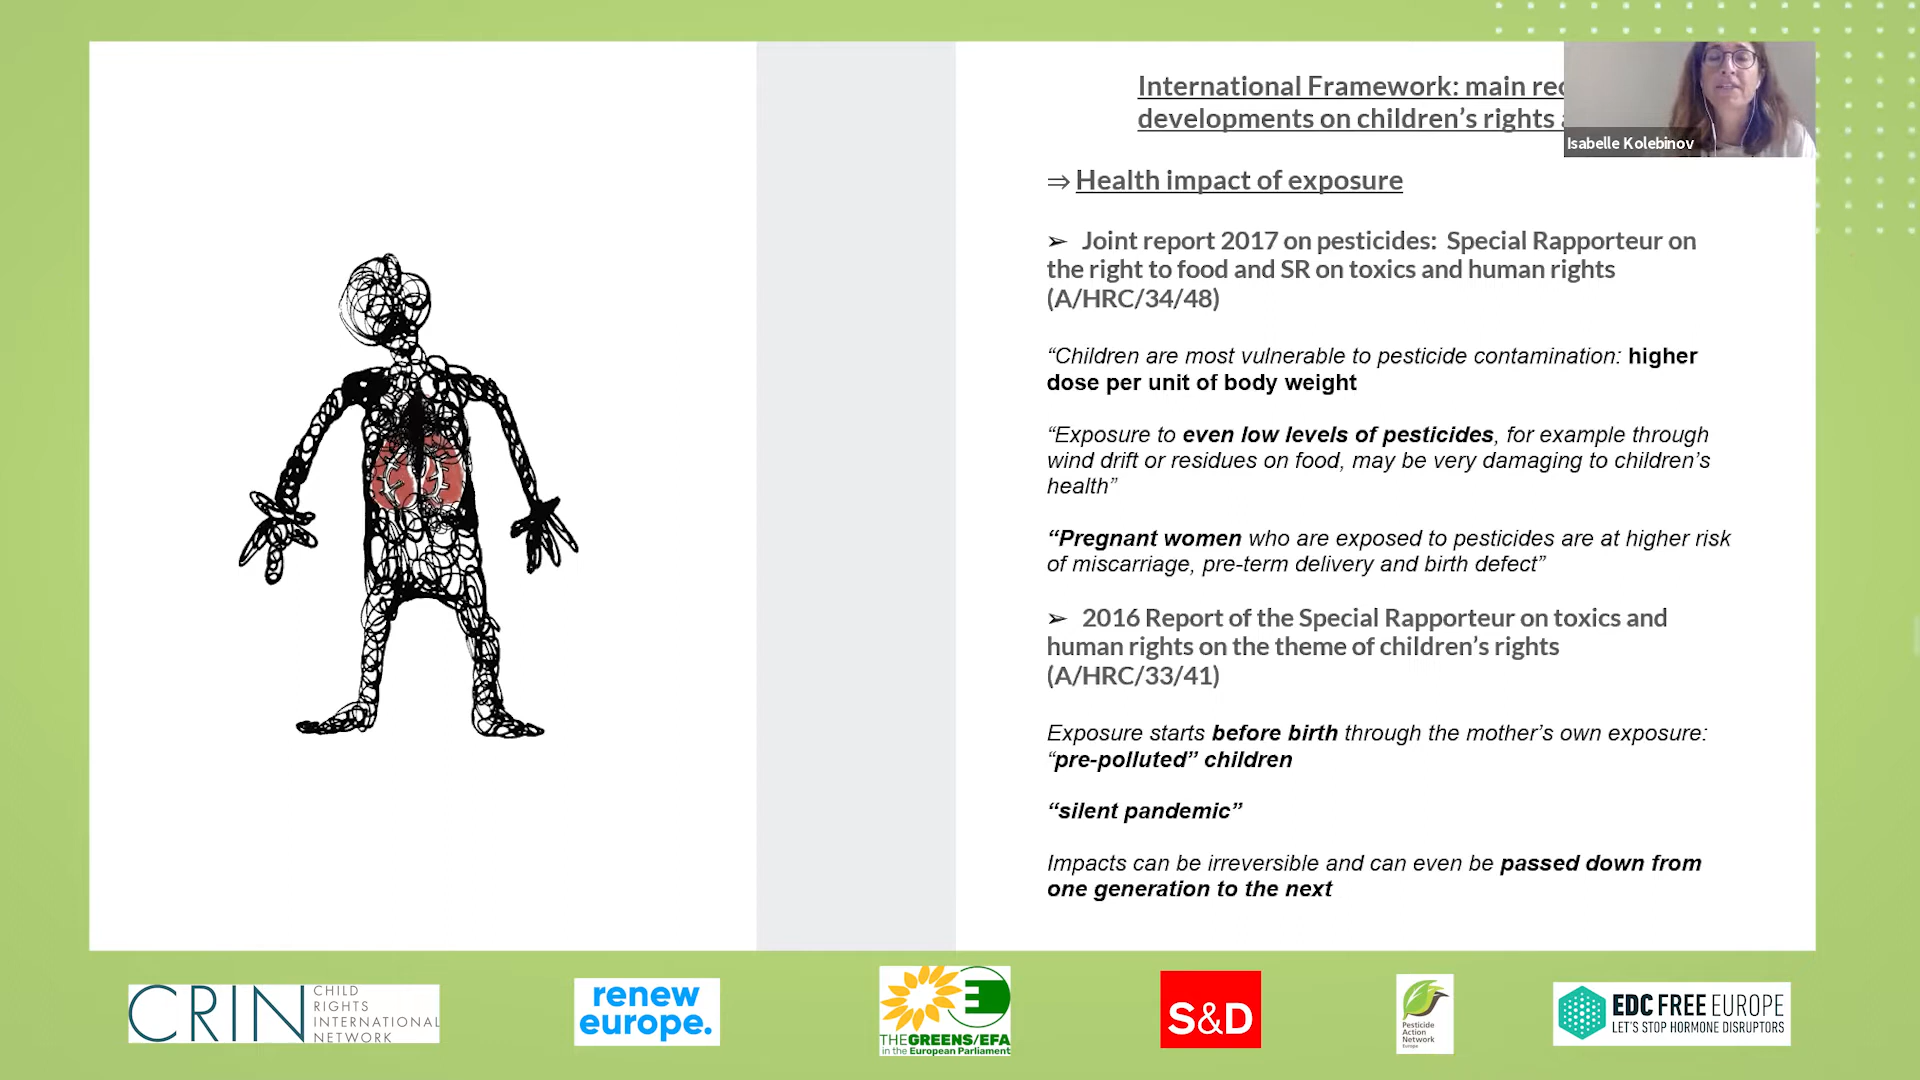 International Framework: main rec
developments on children's rights
Isabelle Kolebinov
⇒ Health impact of exposure
➢ Joint report 2017 on pesticides: Special Rapporteur on
the right to food and SR on toxics and human rights
(A/HRC/34/48)
“Children are most vulnerable to pesticide contamination: higher
dose per unit of body weight
“Exposure to even low levels of pesticides, for example through
wind drift or residues on food, may be very damaging to children’s
health”
“Pregnant women who are exposed to pesticides are at higher risk
of miscarriage, pre-term delivery and birth defect”
➢ 2016 Report of the Special Rapporteur on toxics and
human rights on the theme of children’s rights
(A/HRC/33/41)
Exposure starts before birth through the mother’s own exposure:
“pre-polluted” children
“silent pandemic”
Impacts can be irreversible and can even be passed down from
one generation to the next
CRIN
CHILD
RIGHTS
INTERNATIONAL
NETWORK
renew
europe.
THE GREENS/EFA
in the European Parliament
S&D
Pesticide
Action
Network
Europe
EDC FREE EUROPE
LET'S STOP HORMONE DISRUPTORS